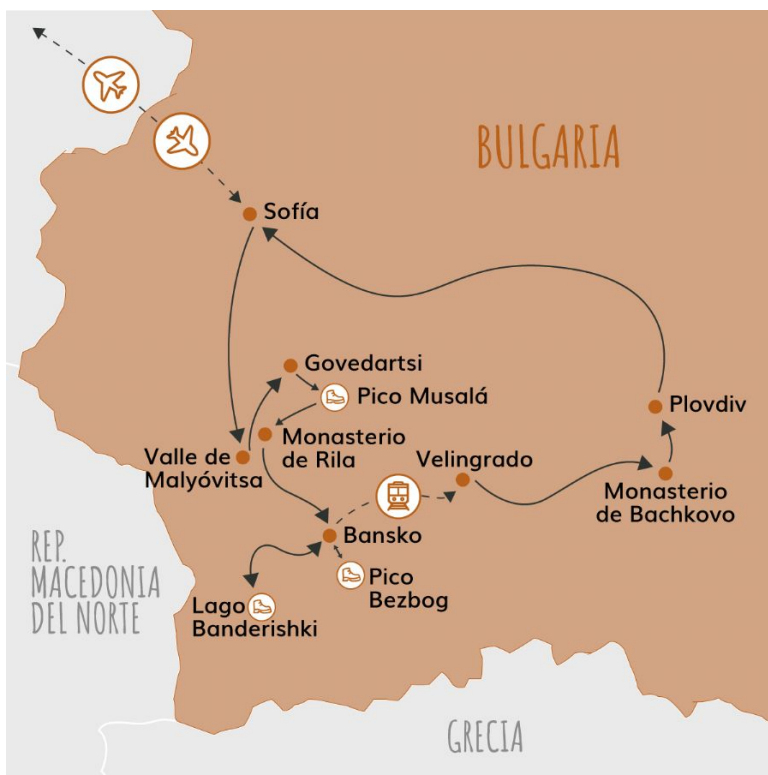 BULGARIA
Sofía
Govedartsi
Pico Musalá
Plovdiv
Monasterio
de Rila
Valle de
Malyóvitsa
Velingrado
Monasterio
de Bachkovo
Bansko
Pico
Bezbog
Lago
Banderishki
REP.
MACEDONIA
DEL NORTE
GRECIA